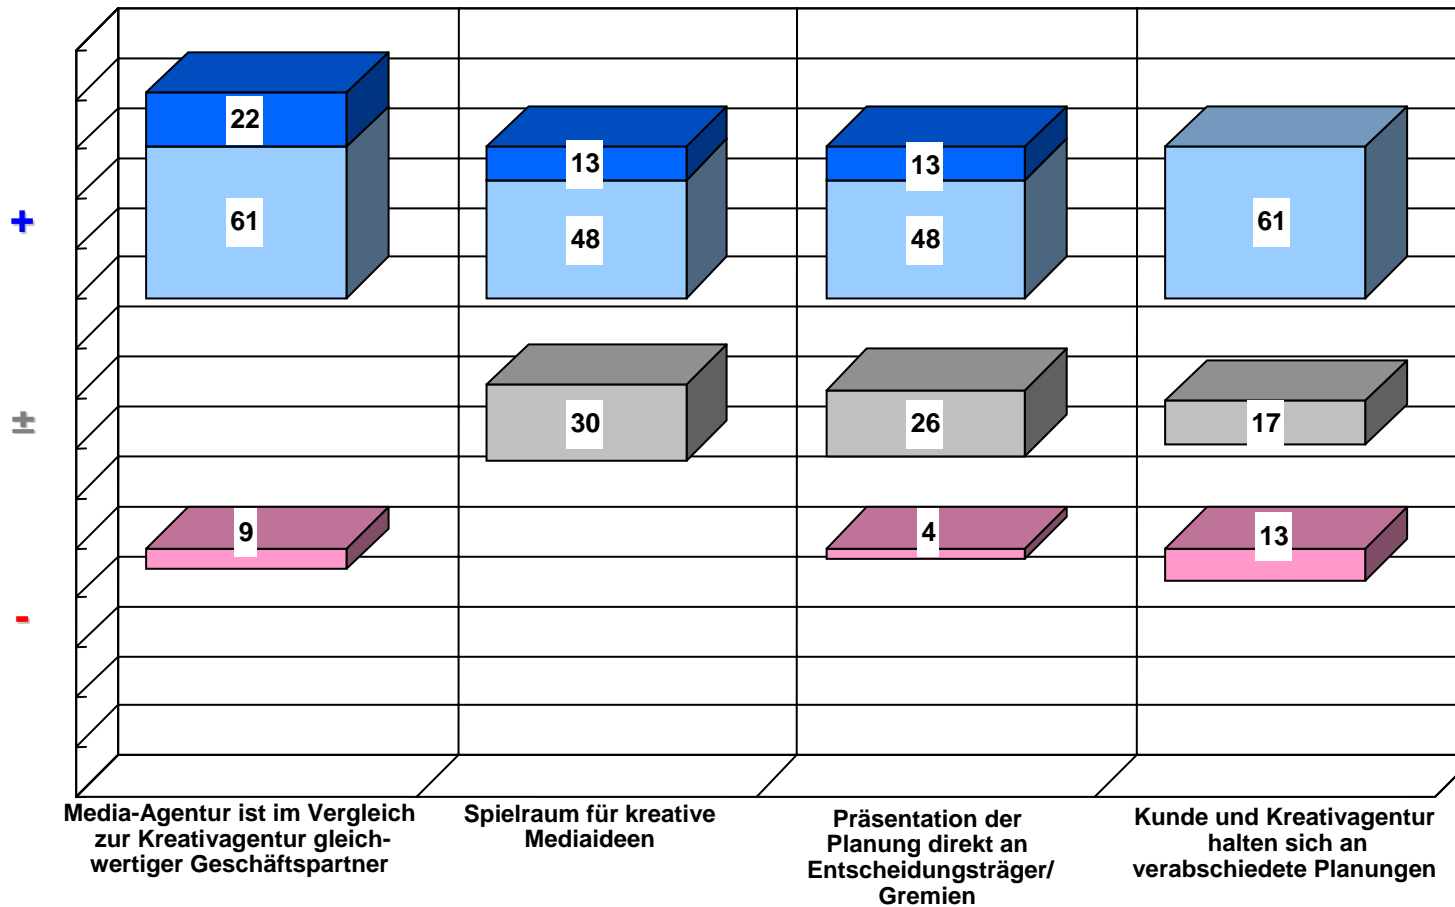 22
13
13
+
61
48
48
61
±
30
26
17
9
4
13
-
Media-Agentur ist im Vergleich
zur Kreativagentur gleich-
wertiger Geschäftspartner
Spielraum für kreative
Mediaideen
Präsentation der
Planung direkt an
Entscheidungsträger/
Gremien
Kunde und Kreativagentur
halten sich an
verabschiedete Planungen